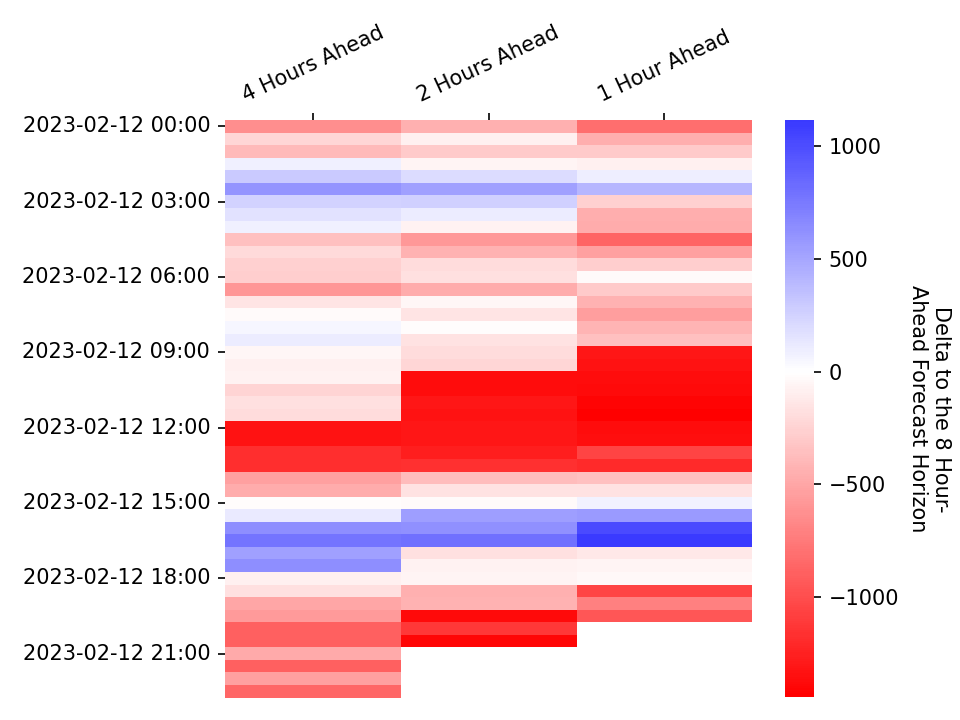 4 Hours Ahead
2 Hours Ahead
1 Hour Ahead
2023-02-12 00:00
2023-02-12 03:00
2023-02-12 06:00
2023-02-12 09:00
2023-02-12 12:00
2023-02-12 15:00
2023-02-12 18:00
2023-02-12 21:00
1000
500
0
−500
−1000
Delta to the 8 Hour-
Ahead Forecast Horizon